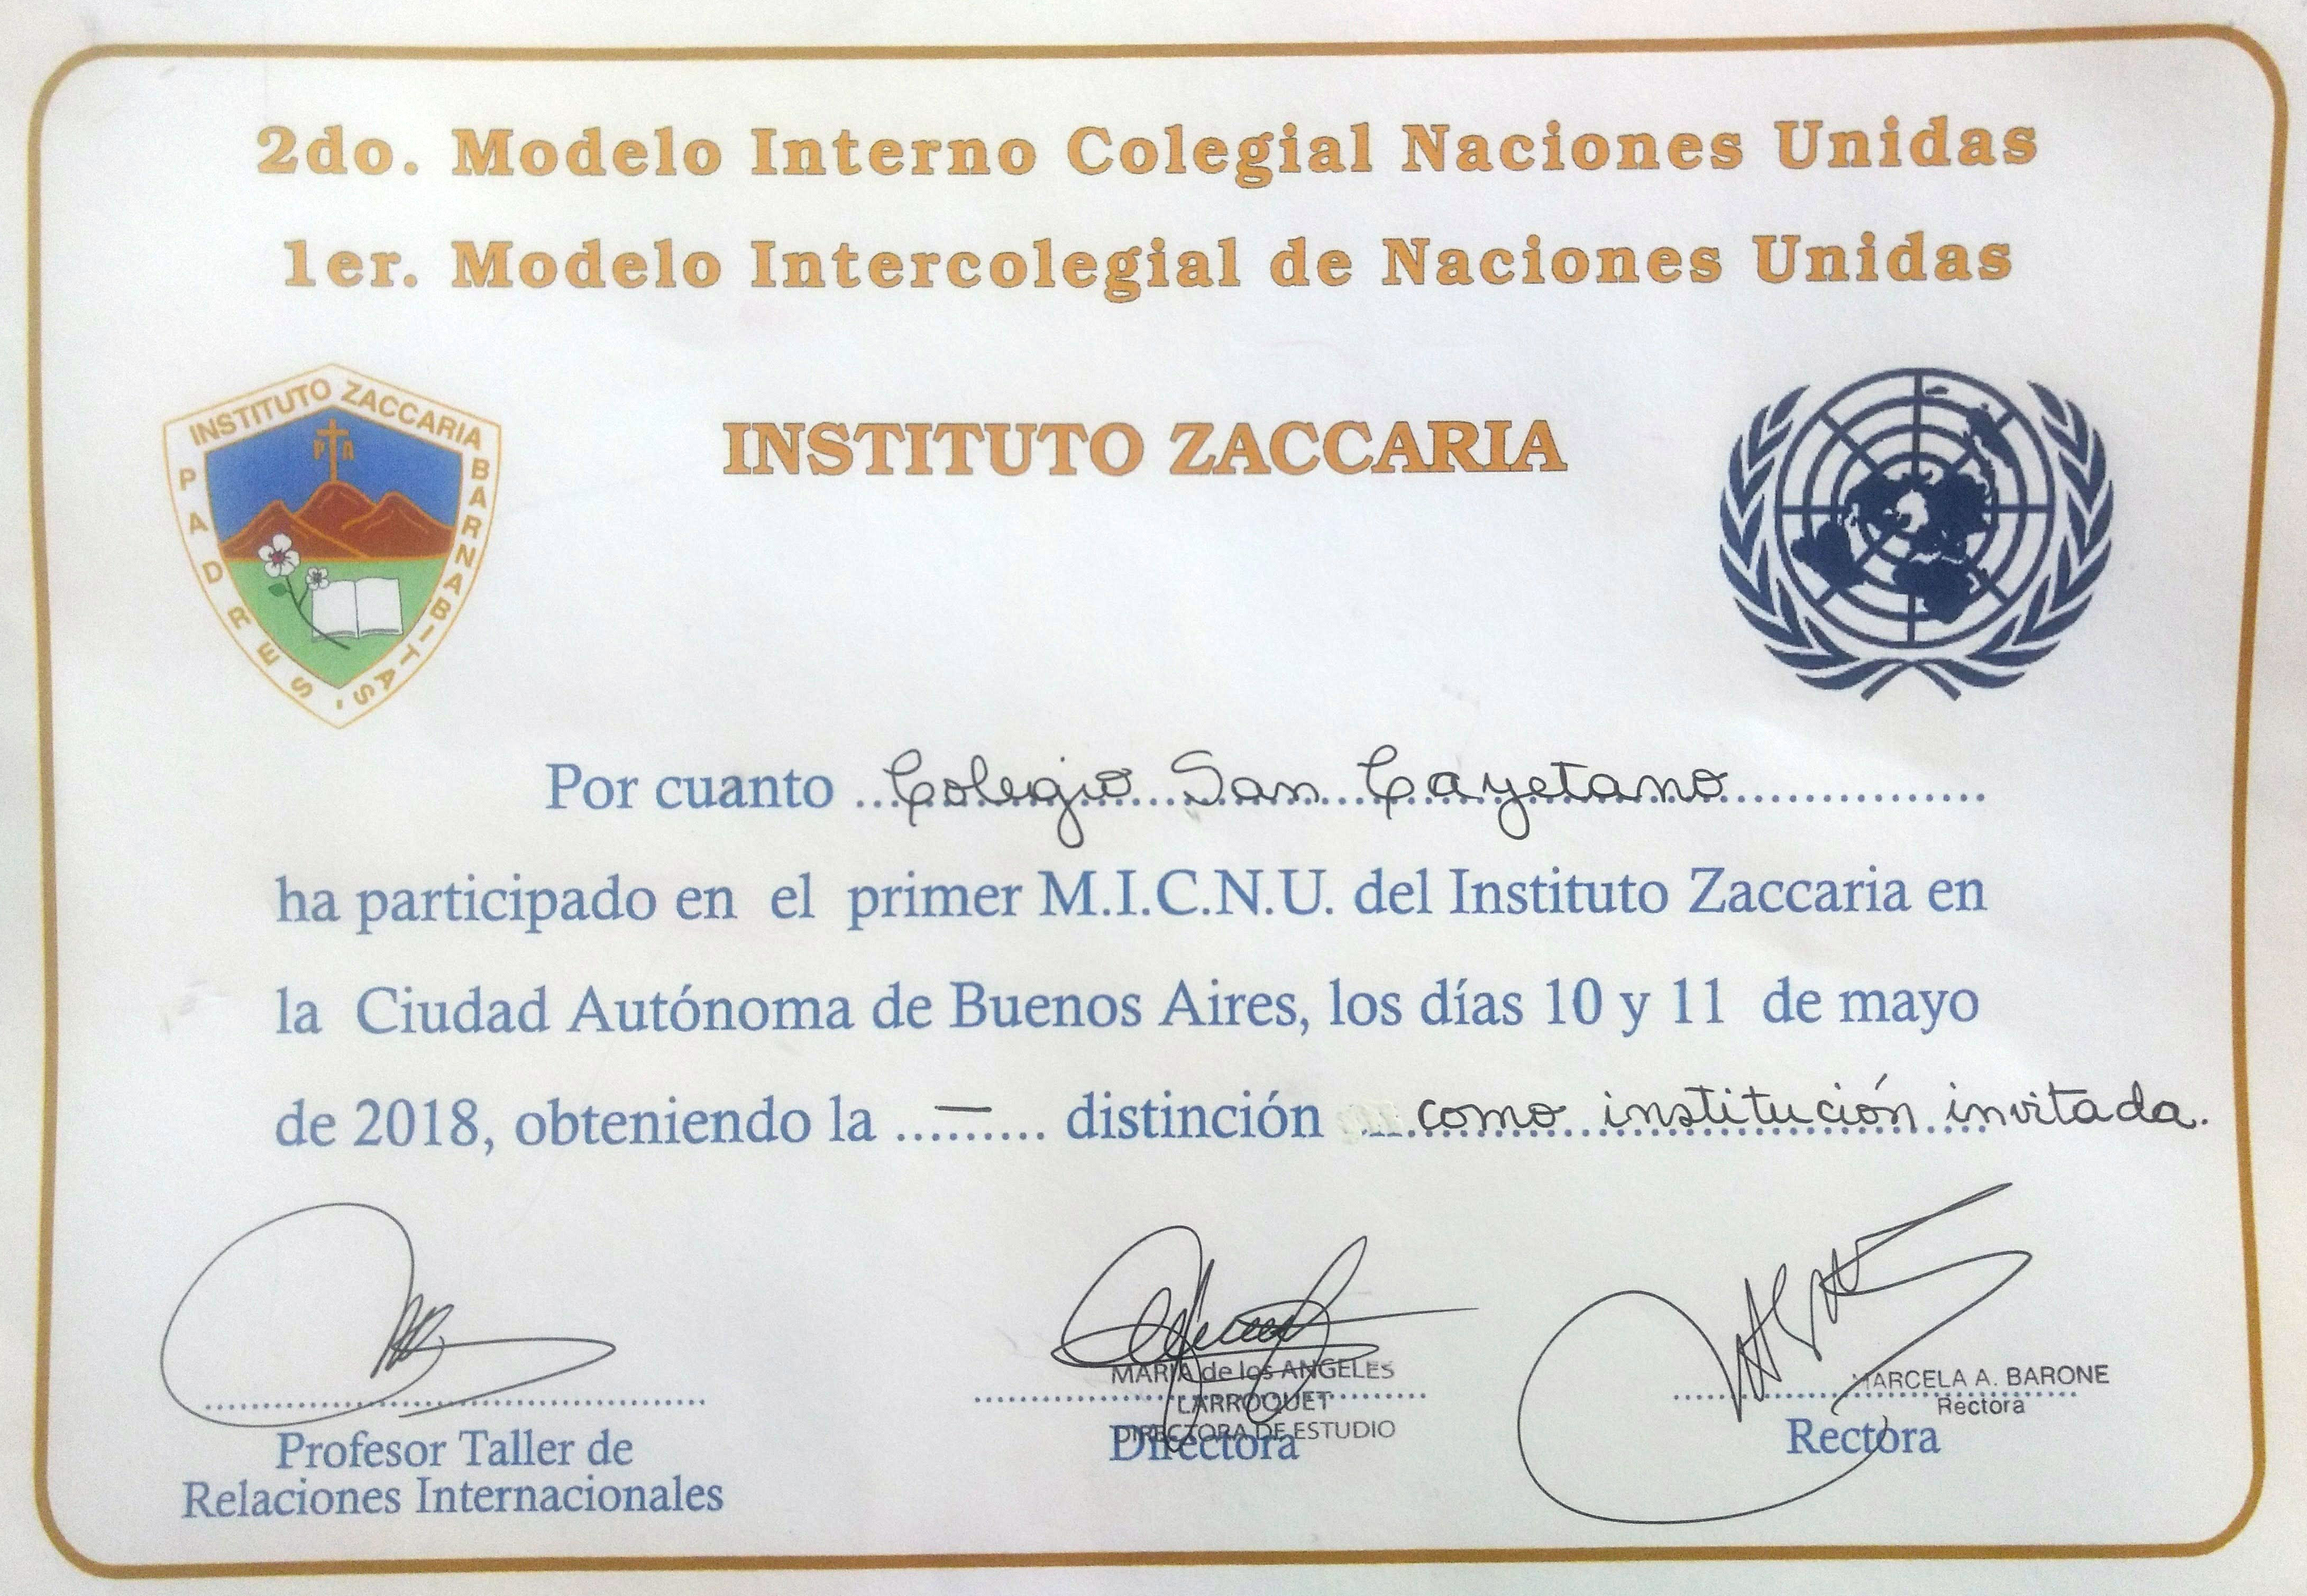 2do. Modelo Interno Colegial Naciones Unidas
1er. Modelo Intercolegial de Naciones Unidas
INSTITUTO ZACCARIA
PADRES BARNABITAS
INSTITUTO ZACCARIA
Por cuanto Colegio San Cayetano
ha participado en el primer M.I.C.N.U. del Instituto Zaccaria en
la Ciudad Autónoma de Buenos Aires, los días 10 y 11 de mayo
de 2018, obteniendo la — distinción como institución invitada.
MARIA de los ANGELES
LARROQUET
DIRECTORA DE ESTUDIO
MARCELA A. BARONE
Rectora
Profesor Taller de
Relaciones Internacionales
Directora
Rectora